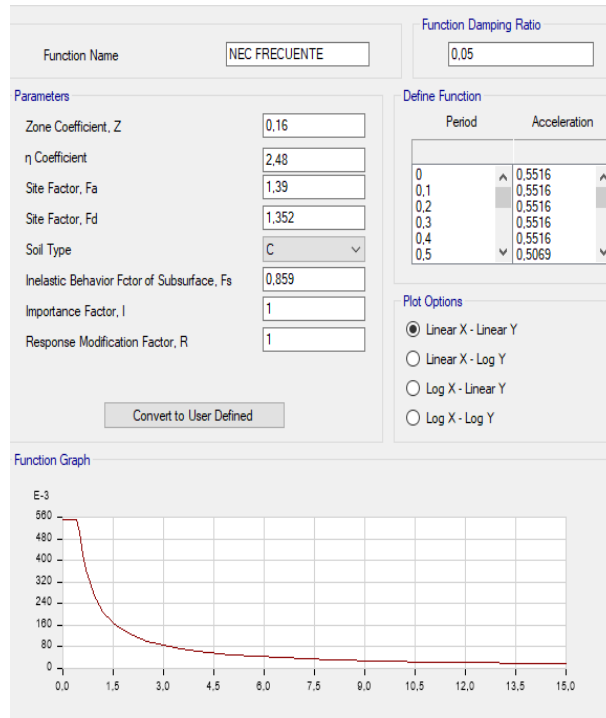 Function Name
NEC FRECUENTE
Function Damping Ratio
0,05
Parameters
Zone Coefficient, Z
0,16
η Coefficient
2,48
Site Factor, Fa
1,39
Site Factor, Fd
1,352
Soil Type
C
Inelastic Behavior Fctor of Subsurface, Fs
0,859
Importance Factor, I
1
Response Modification Factor, R
1
Convert to User Defined
Define Function
Period Acceleration
0 0,5516
0,1 0,5516
0,2 0,5516
0,3 0,5516
0,4 0,5516
0,5 0,5069
Plot Options
Linear X - Linear Y
Linear X - Log Y
Log X - Linear Y
Log X - Log Y
Function Graph
E-3
560
480
400
320
240
160
80
0
0,0 1,5 3,0 4,5 6,0 7,5 9,0 10,5 12,0 13,5 15,0